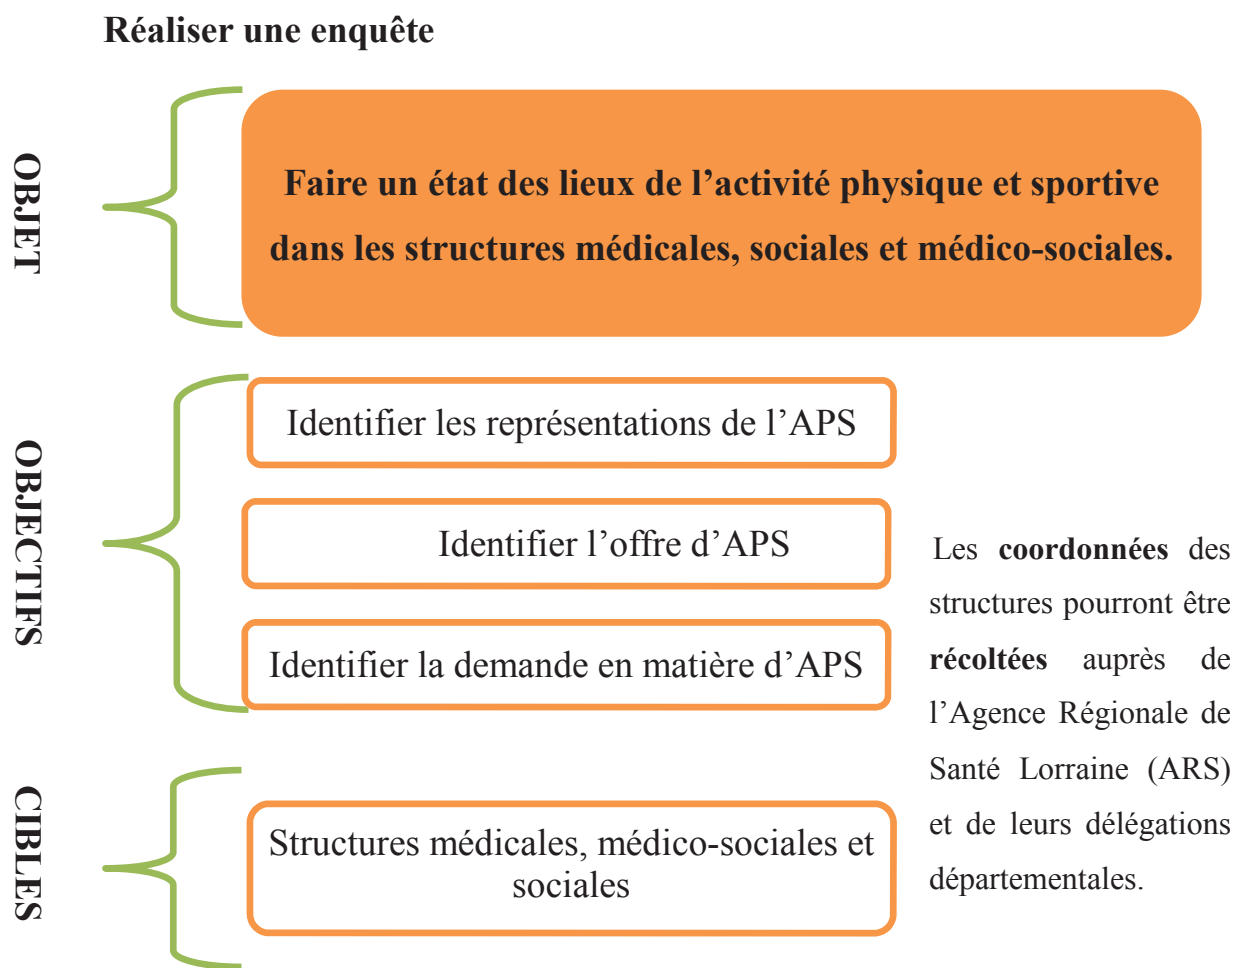 Réaliser une enquête
OBJET
Faire un état des lieux de l’activité physique et sportive
dans les structures médicales, sociales et médico-sociales.
OBJECTIFS
Identifier les représentations de l’APS
Identifier l’offre d’APS
Identifier la demande en matière d’APS
Les coordonnées des
structures pourront être
récoltées auprès de
l’Agence Régionale de
Santé Lorraine (ARS)
et de leurs délégations
départementales.
CIBLES
Structures médicales, médico-sociales et
sociales